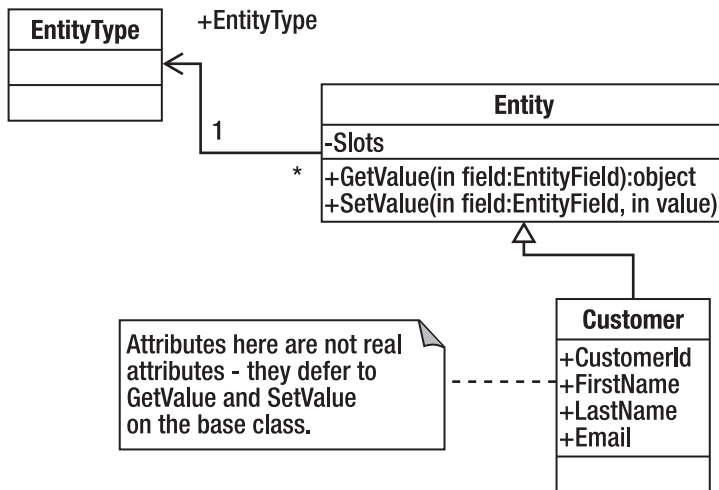 EntityType
+EntityType
1
*
Entity
-Slots
+GetValue(in field:EntityField):object
+SetValue(in field:EntityField, in value)
Attributes here are not real
attributes - they defer to
GetValue and SetValue
on the base class.
Customer
+CustomerId
+FirstName
+LastName
+Email